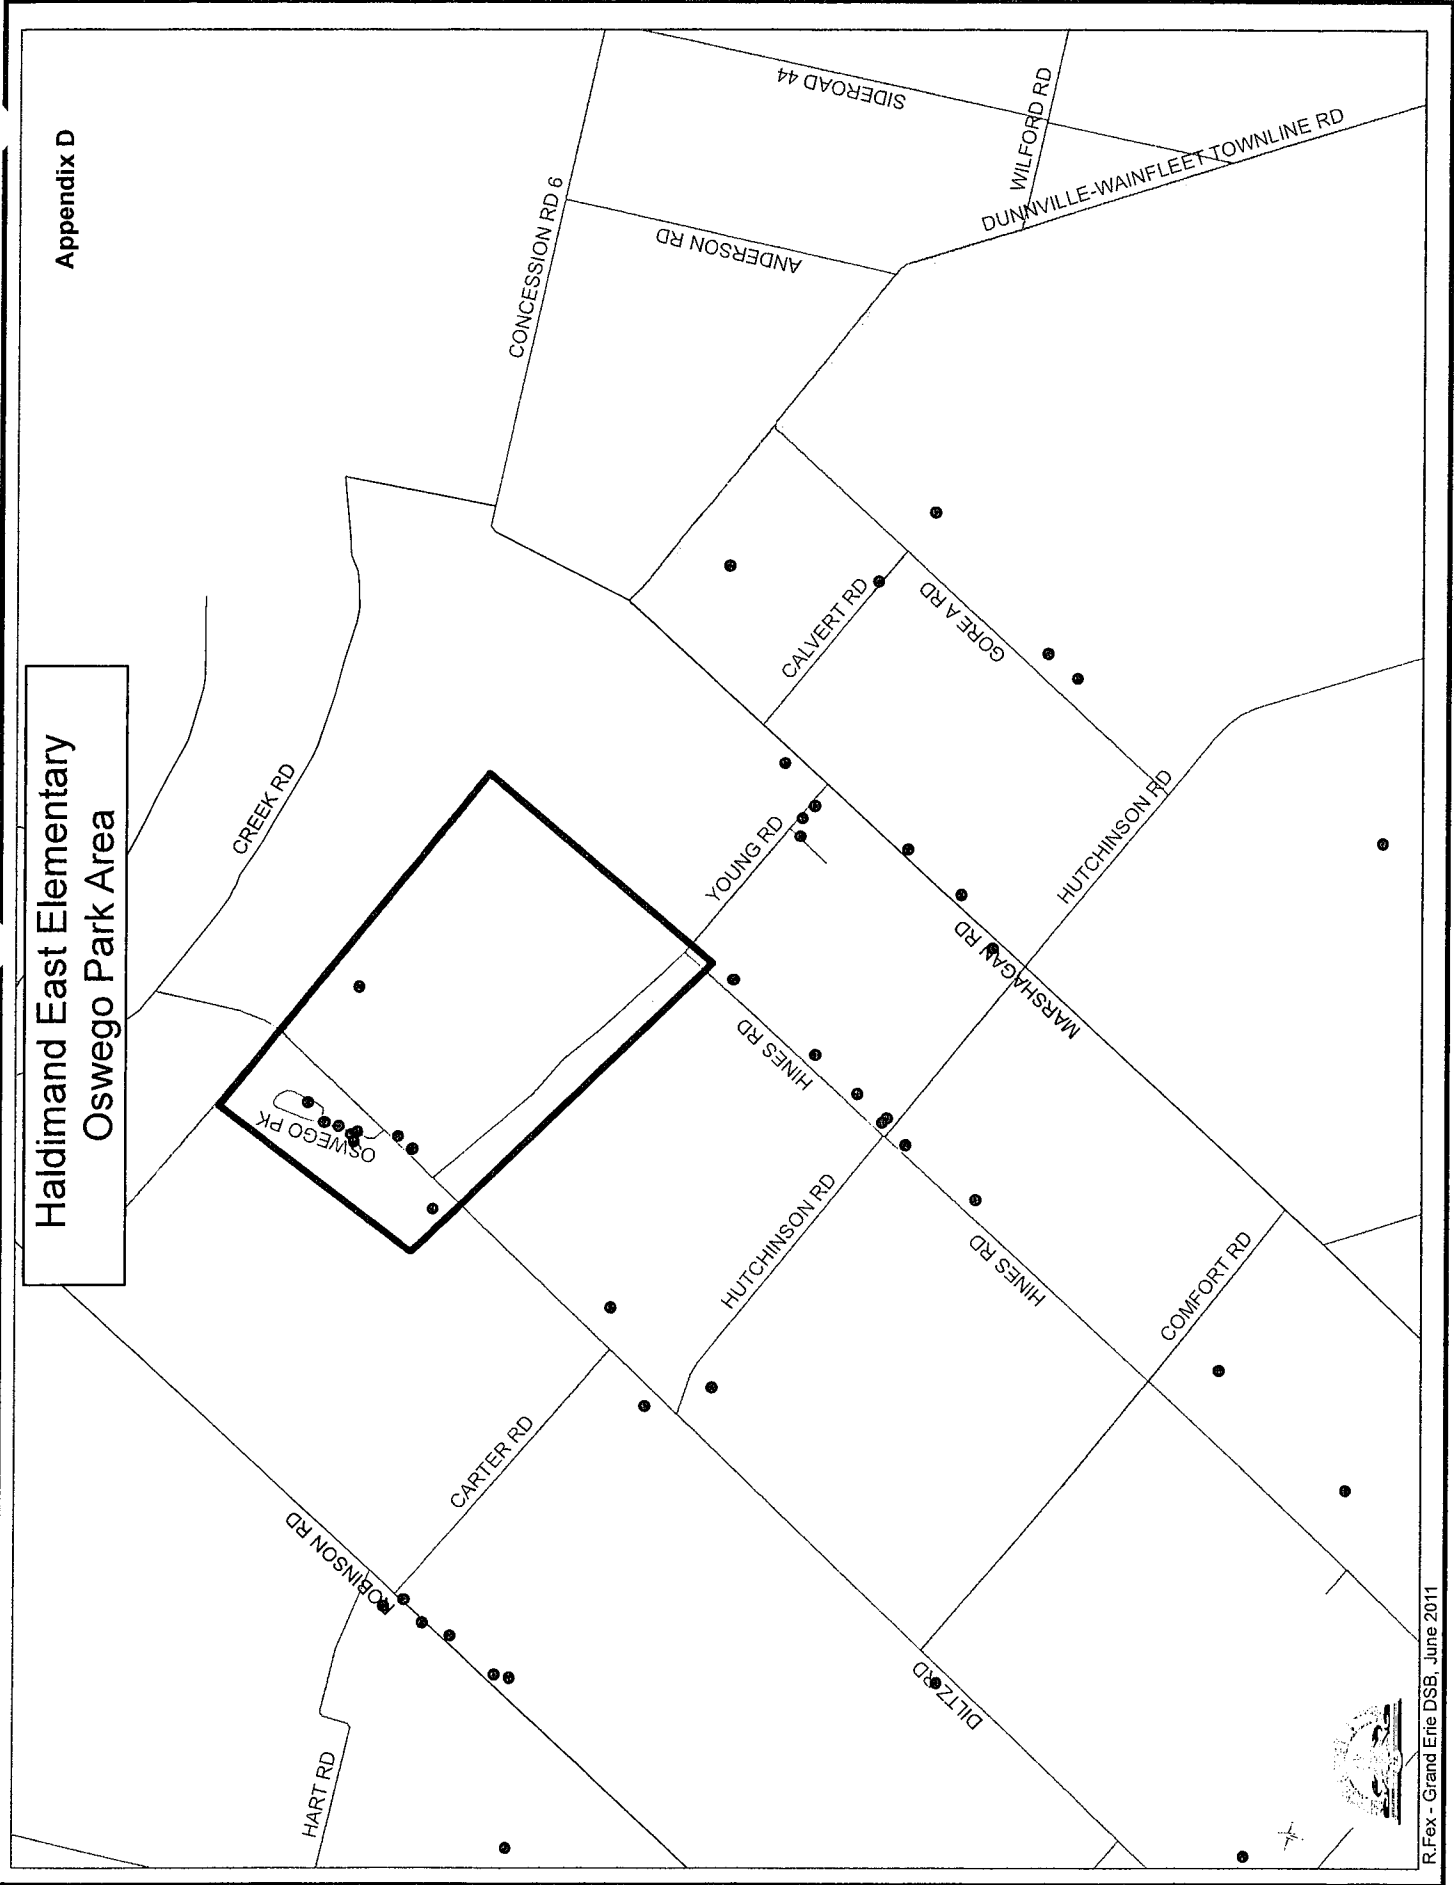 Appendix D
Haldimand East Elementary
Oswego Park Area
SIDEROAD 44
WILFORD RD
DUNNVILLE-WAINFLEET TOWNLINE RD
CONCESSION RD 6
ANDERSON RD
CREEK RD
CALVERT RD
GORE A RD
YOUNG RD
HUTCHINSON RD
MARSHAGAN RD
HINES RD
OSWEGO PK
HUTCHINSON RD
HINES RD
COMFORT RD
CARTER RD
ROBINSON RD
DILTZ RD
HART RD
R.Fex - Grand Erie DSB, June 2011